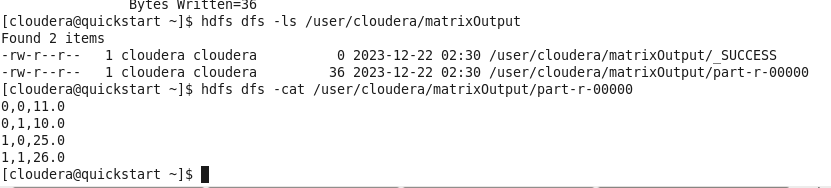 Bytes Written=36
[cloudera@quickstart ~]$ hdfs dfs -ls /user/cloudera/matrixOutput
Found 2 items
-rw-r--r--   1 cloudera cloudera          0 2023-12-22 02:30 /user/cloudera/matrixOutput/_SUCCESS
-rw-r--r--   1 cloudera cloudera         36 2023-12-22 02:30 /user/cloudera/matrixOutput/part-r-00000
[cloudera@quickstart ~]$ hdfs dfs -cat /user/cloudera/matrixOutput/part-r-00000
0,0,11.0
0,1,10.0
1,0,25.0
1,1,26.0
[cloudera@quickstart ~]$